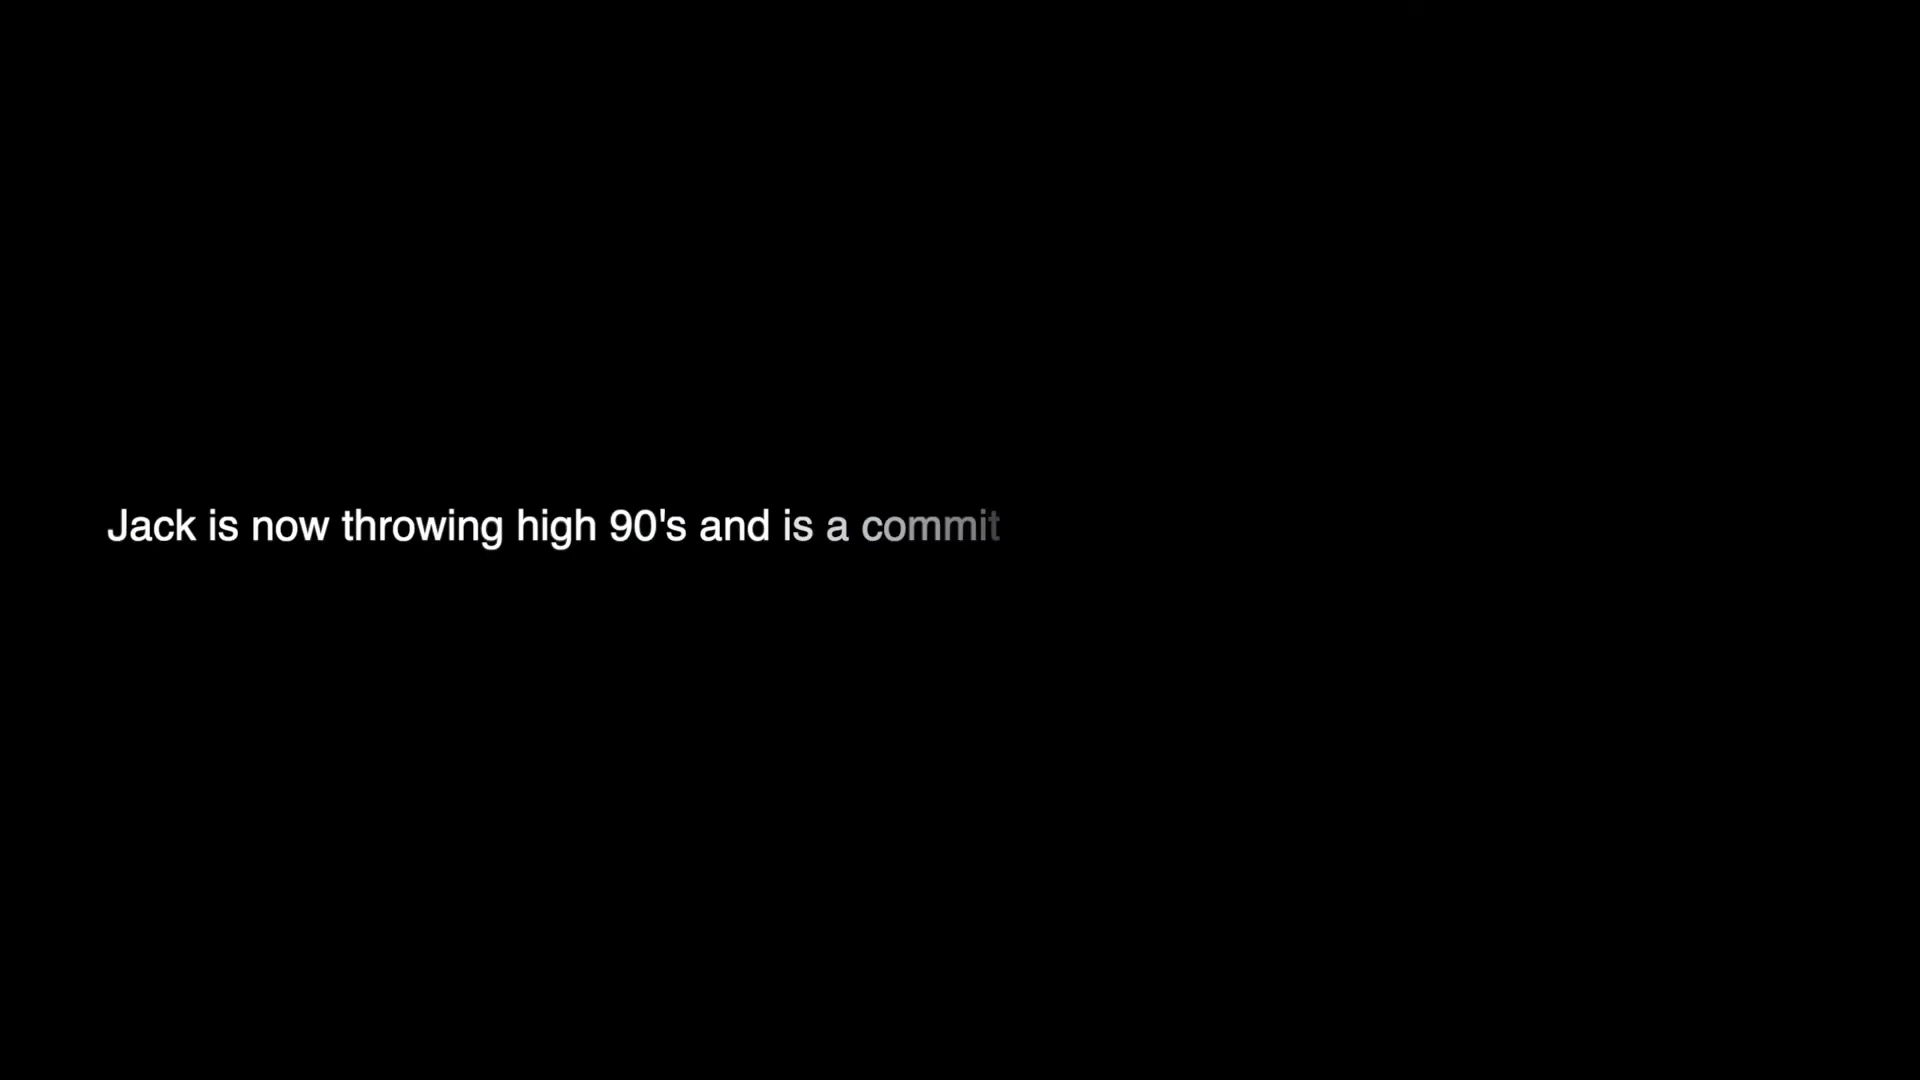 Jack is now throwing high 90's and is a commit